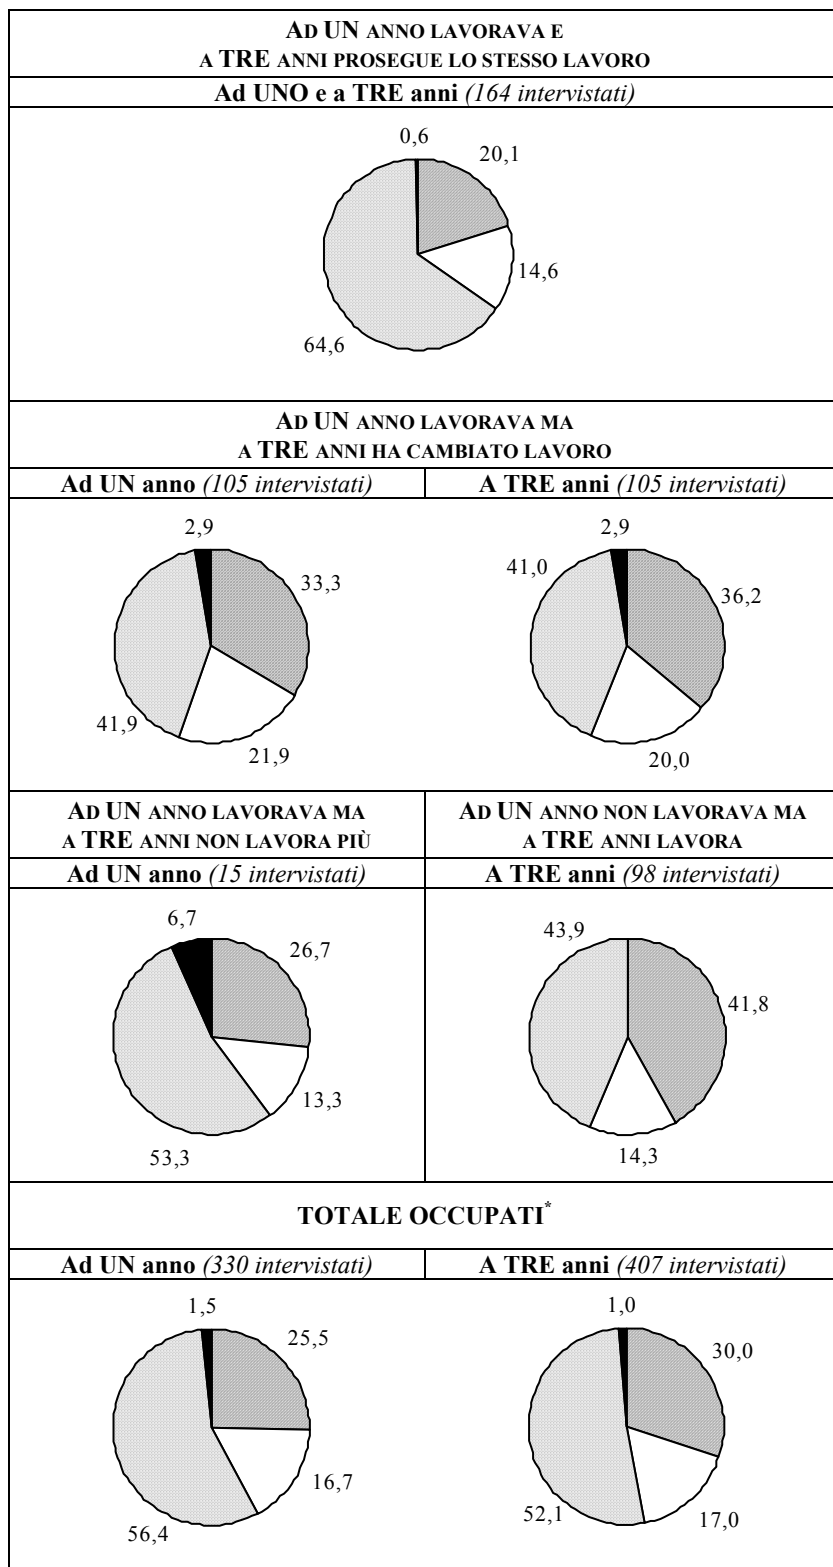 AD UN ANNO LAVORAVA E
A TRE ANNI PROSEGUE LO STESSO LAVORO
Ad UNO e a TRE anni (164 intervistati)
0,6
20,1
14,6
64,6
AD UN ANNO LAVORAVA MA
A TRE ANNI HA CAMBIATO LAVORO
Ad UN anno (105 intervistati)
A TRE anni (105 intervistati)
2,9
33,3
41,9
21,9
2,9
41,0
36,2
20,0
AD UN ANNO LAVORAVA MA
A TRE ANNI NON LAVORA PIÙ
AD UN ANNO NON LAVORAVA MA
A TRE ANNI LAVORA
Ad UN anno (15 intervistati)
A TRE anni (98 intervistati)
6,7
26,7
13,3
53,3
43,9
41,8
14,3
TOTALE OCCUPATI*
Ad UN anno (330 intervistati)
A TRE anni (407 intervistati)
1,5
25,5
16,7
56,4
1,0
30,0
52,1
17,0